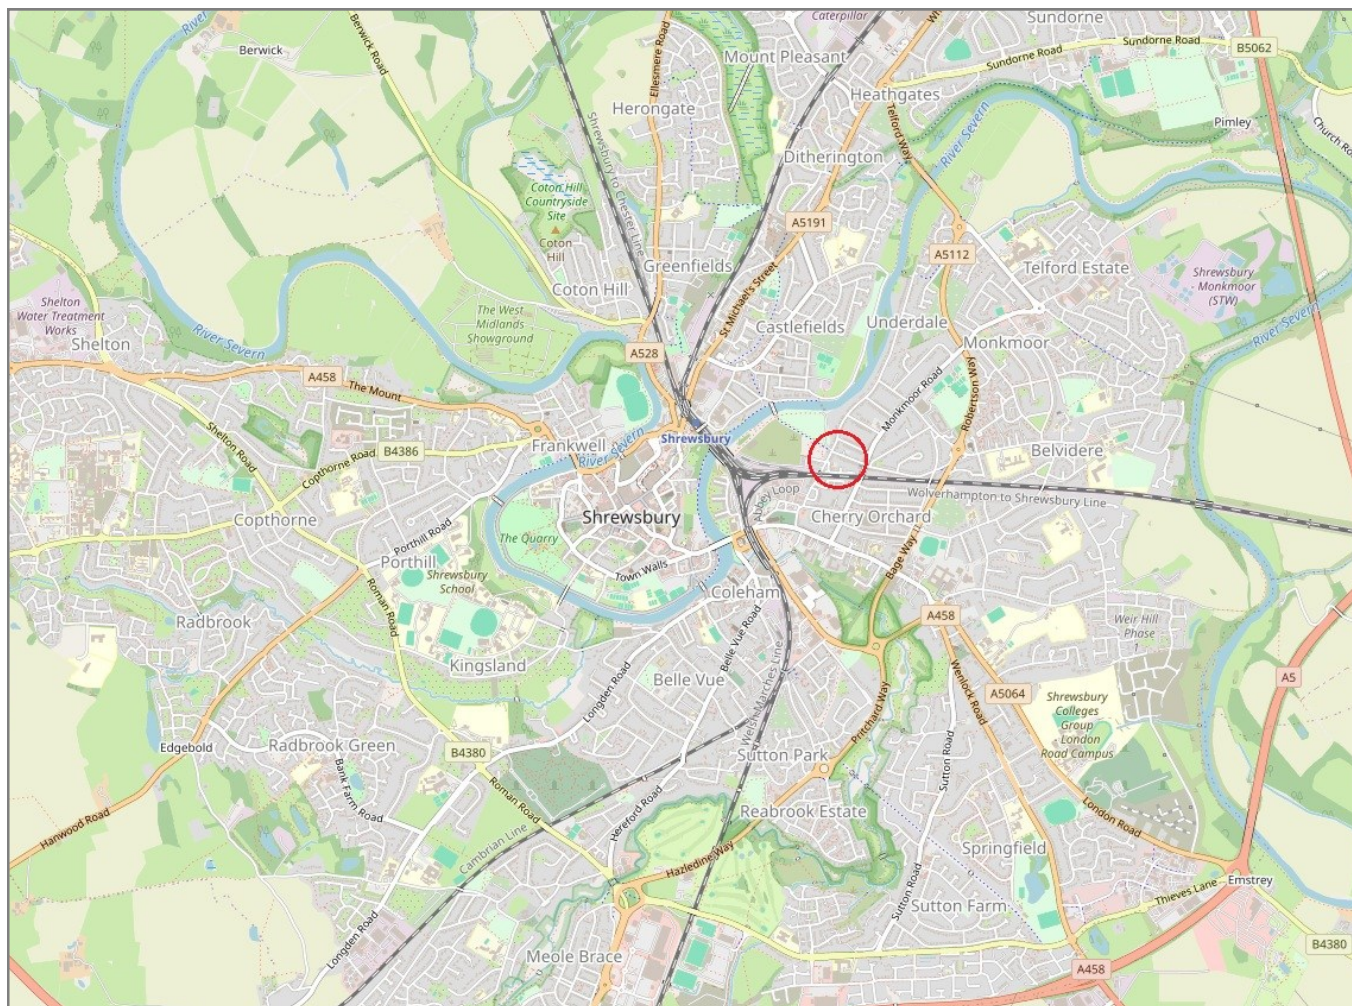 Caterpillar
Sundorne
Berwick
Berwick Road
Ellesmere Road
Mount Pleasant
Sundorne Road
Sundorne Road
B5062
Heathgates
Herongate
Telford Way
River Severn
Pimley
Shrewsbury to Chester Line
Ditherington
Coton Hill
Countryside
Site
Coton
Hill
A5191
A5112
Greenfields
Telford Estate
Shrewsbury
Monkmoor
(STW)
Shelton
Water Treatment
Works
Coton Hill
St Michael's Street
Castlefields
Underdale
River Severn
River Severn
The West
Midlands
Showground
Shelton
A528
Monkmoor
A458
The Mount
Monkmoor Road
Robertson Way
Shelton Road
Frankwell
River Severn
Shrewsbury
Copthorne Road
B4386
Belvidere
Wolverhampton to Shrewsbury Line
Abbey Loop
Copthorne
Shrewsbury
Cherry Orchard
Porthill Road
The Quarry
Porthill
Bage Way
Shrewsbury
School
Town Walls
Coleham
Roman Road
Radbrook
A458
Weir Hill
Phase
Belle Vue Road
Kingsland
Belle Vue
Longden Road
Welsh Marches Line
Wenlock Road
A5064
A5
Shrewsbury
Colleges
Group
London
Road Campus
Pritchard Way
Edgebold
Radbrook Green
B4380
Sutton Park
Sutton Road
Bank Farm Road
Roman Road
Hereford Road
Reabrook Estate
London Road
Hanwood Road
Cambrian Line
Hazledine Way
Springfield
Emstrey
Thieves Lane
Sutton Road
Sutton Farm
Longden Road
Meole Brace
B4380
A458